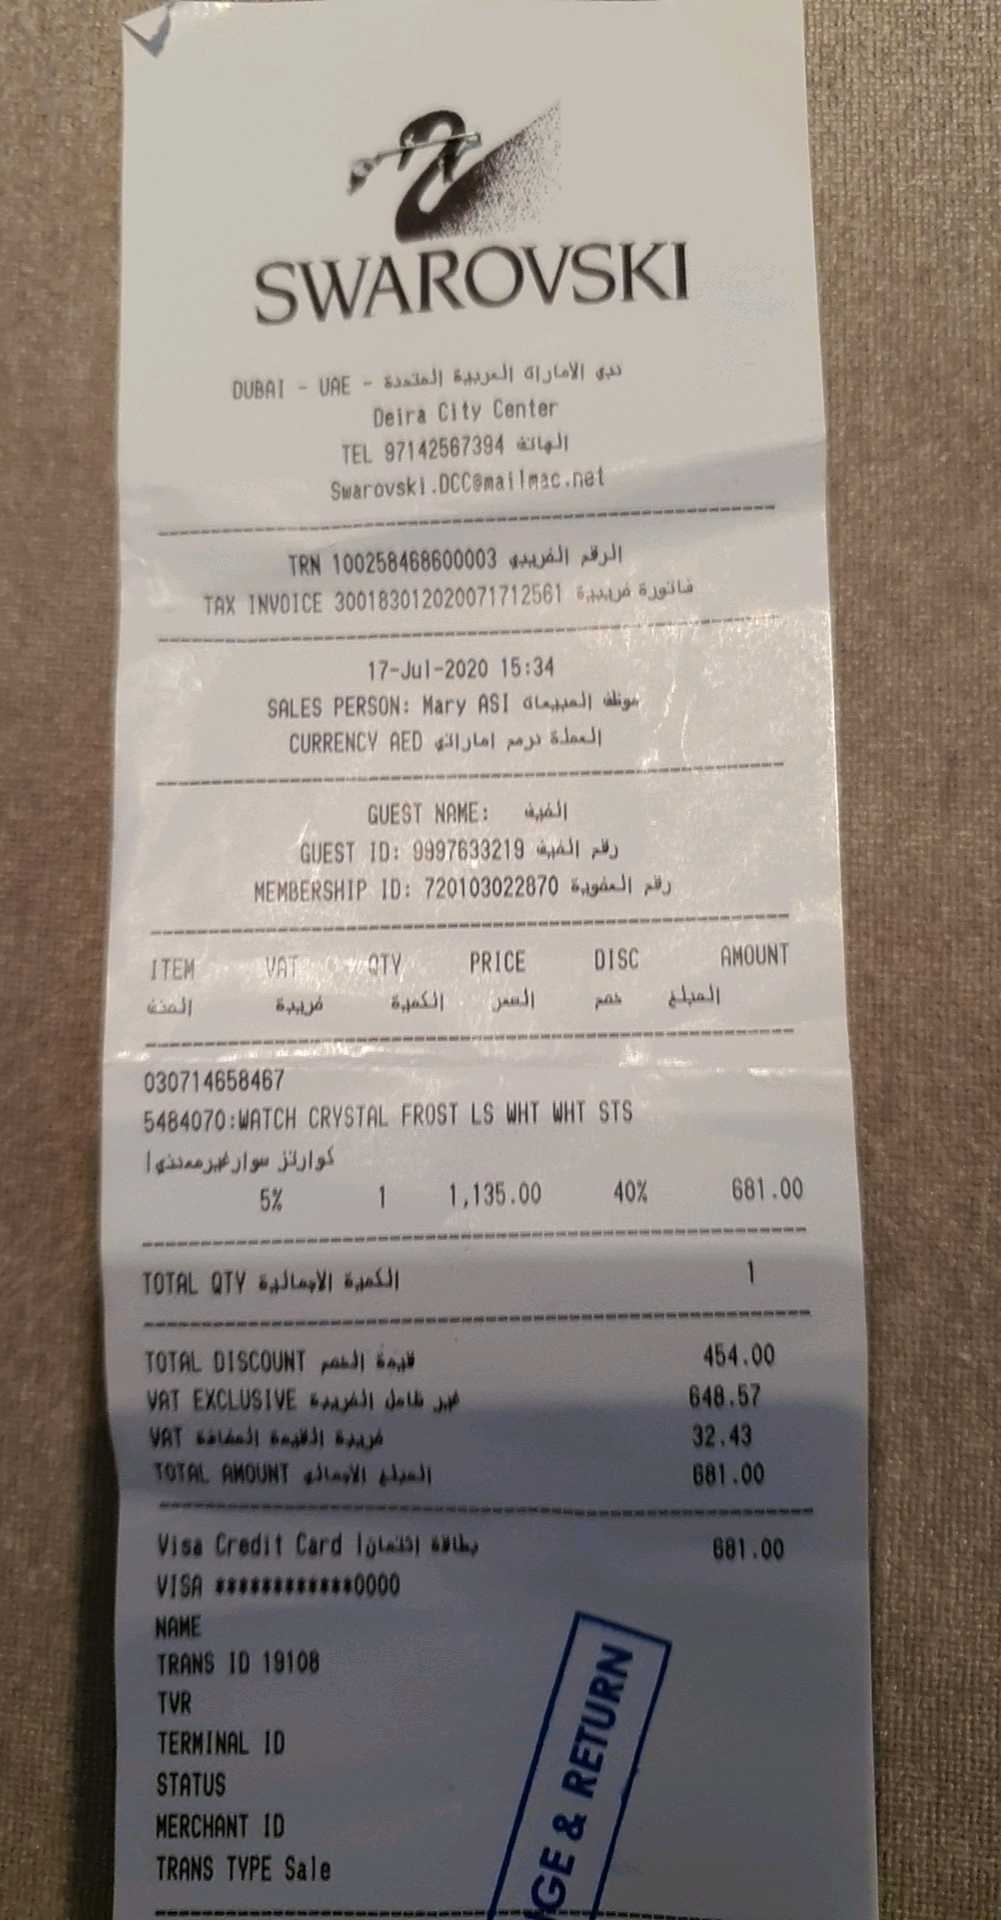 SWAROVSKI
DUBAI - UAE - دبي الامارات العربية المتحدة
Deira City Center
TEL 97142567394 الهاتف
Swarovski.DCC@mailmac.net
TRN 100258468600003 الرقم الضريبي
TAX INVOICE 300183012020071712561 فاتورة ضريبية
17-Jul-2020 15:34
SALES PERSON: Mary ASI موظف المبيعات
CURRENCY AED العملة درهم اماراتي
GUEST NAME: الضيف
GUEST ID: 9997633219 رقم الضيف
MEMBERSHIP ID: 720103022870 رقم العضوية
ITEM VAT QTY PRICE DISC AMOUNT
الصنف ضريبة الكمية السعر خصم المبلغ
030714658467
5484070:WATCH CRYSTAL FROST LS WHT WHT STS
كوارتز سوار غير معدني ا
5% 1 1,135.00 40% 681.00
TOTAL QTY الكمية الاجمالية 1
TOTAL DISCOUNT قيمة الخصم 454.00
VAT EXCLUSIVE غير شامل الضريبة 648.57
VAT ضريبة القيمة المضافة 32.43
TOTAL AMOUNT المبلغ الاجمالي 681.00
Visa Credit Card بطاقة إئتمان 681.00
VISA ************0000
NAME
TRANS ID 19108
TVR
TERMINAL ID
STATUS
MERCHANT ID
TRANS TYPE Sale
GE & RETURN